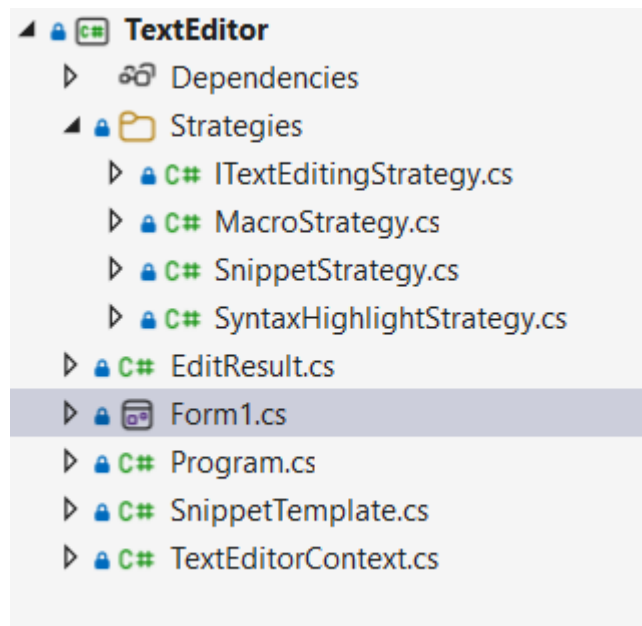 C# TextEditor
Dependencies
Strategies
C# ITextEditingStrategy.cs
C# MacroStrategy.cs
C# SnippetStrategy.cs
C# SyntaxHighlightStrategy.cs
C# EditResult.cs
Form1.cs
C# Program.cs
C# SnippetTemplate.cs
C# TextEditorContext.cs